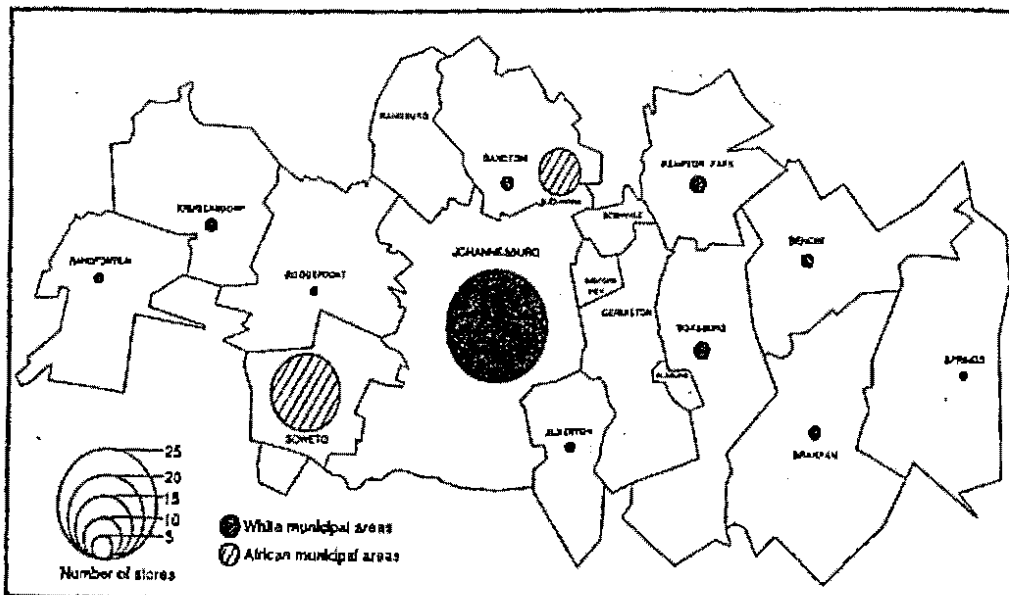 RANDBURG
SANDTON
KEMPTON PARK
KRUGERSDORP
JOHANNESBURG
BENONI
RANDFONTEIN
ROODEPOORT
GERMISTON
BOKSBURG
SPRINGS
SOWETO
ALBERTON
BRAKPAN
25
20
15
10
5
Number of stores
White municipal areas
African municipal areas